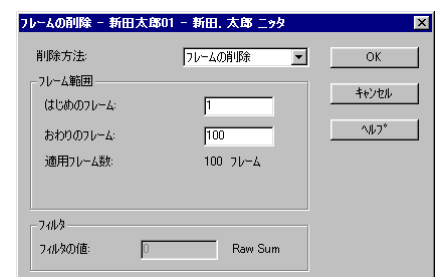 フレームの削除 - 新田太郎01 - 新田. 太郎 ニッタ
削除方法: フレームの削除 OK
フレーム範囲 キャンセル
はじめのフレーム: 1
おわりのフレーム: 100 ヘルプ
適用フレーム数: 100 フレーム
フィルタ
フィルタの値: 0 Raw Sum